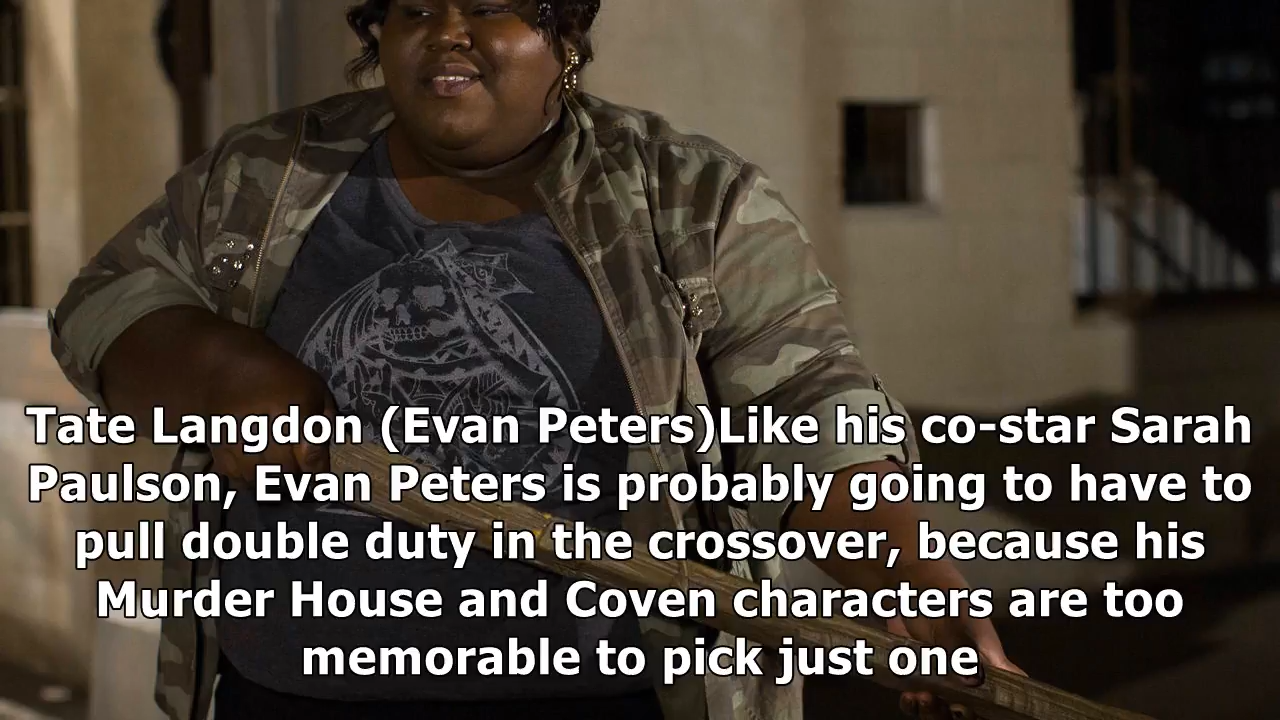 Tate Langdon (Evan Peters)Like his co-star Sarah
Paulson, Evan Peters is probably going to have to
pull double duty in the crossover, because his
Murder House and Coven characters are too
memorable to pick just one